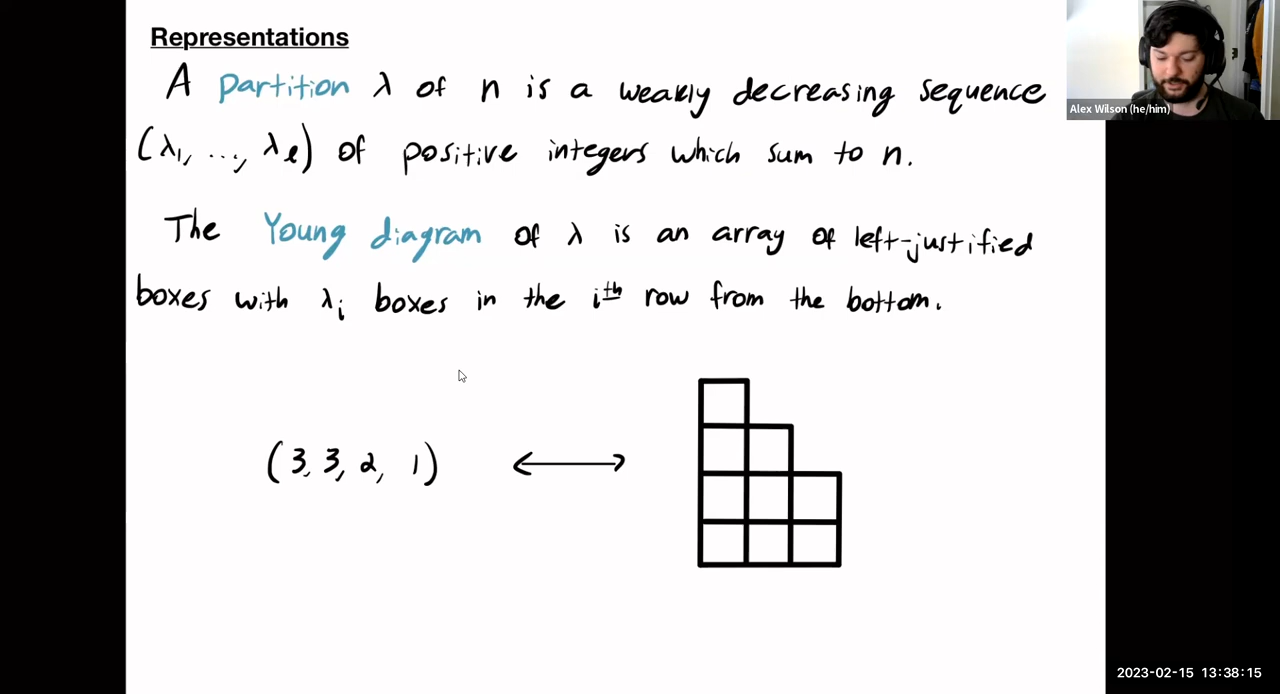 Representations
A partition λ of n is a weakly decreasing sequence
(λ₁, ..., λₗ) of positive integers which sum to n.
The Young diagram of λ is an array of left-justified
boxes with λᵢ boxes in the iᵗʰ row from the bottom.
(3, 3, 2, 1)
Alex Wilson (he/him)
2023-02-15 13:38:15